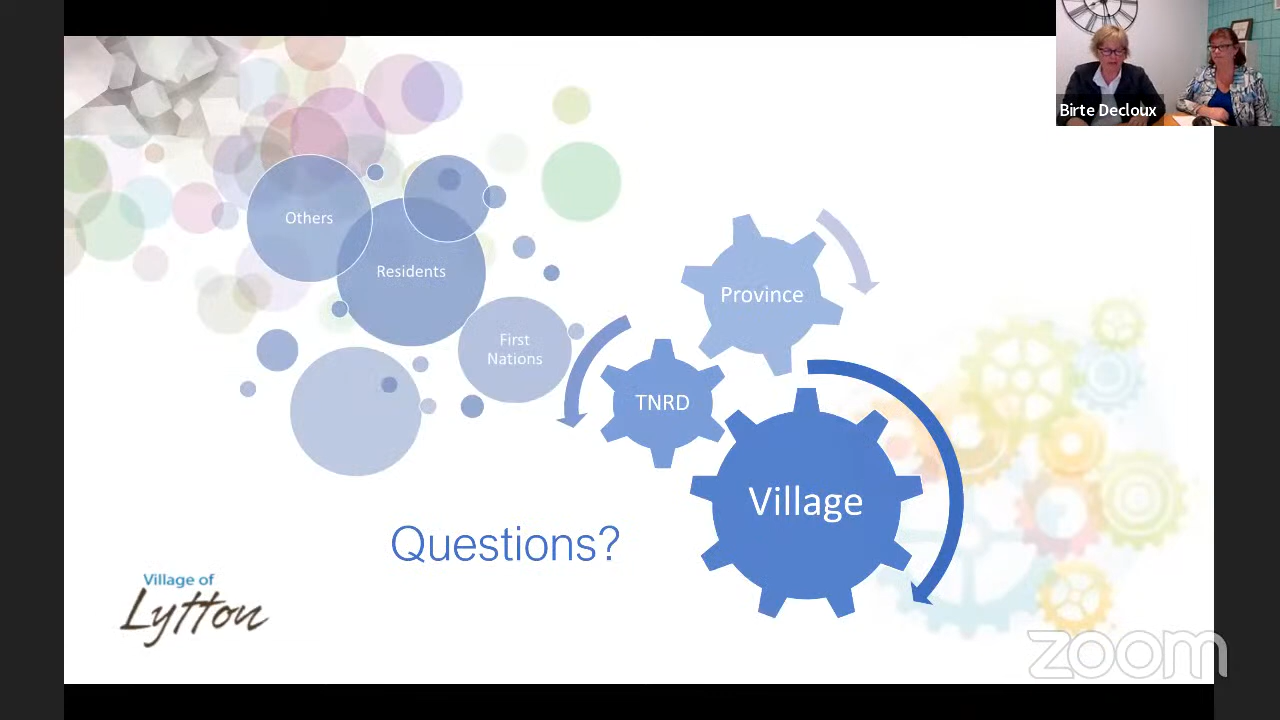 Birte Decloux
Others
Residents
First
Nations
Province
TNRD
Village
Questions?
Village of
Lytton
zoom